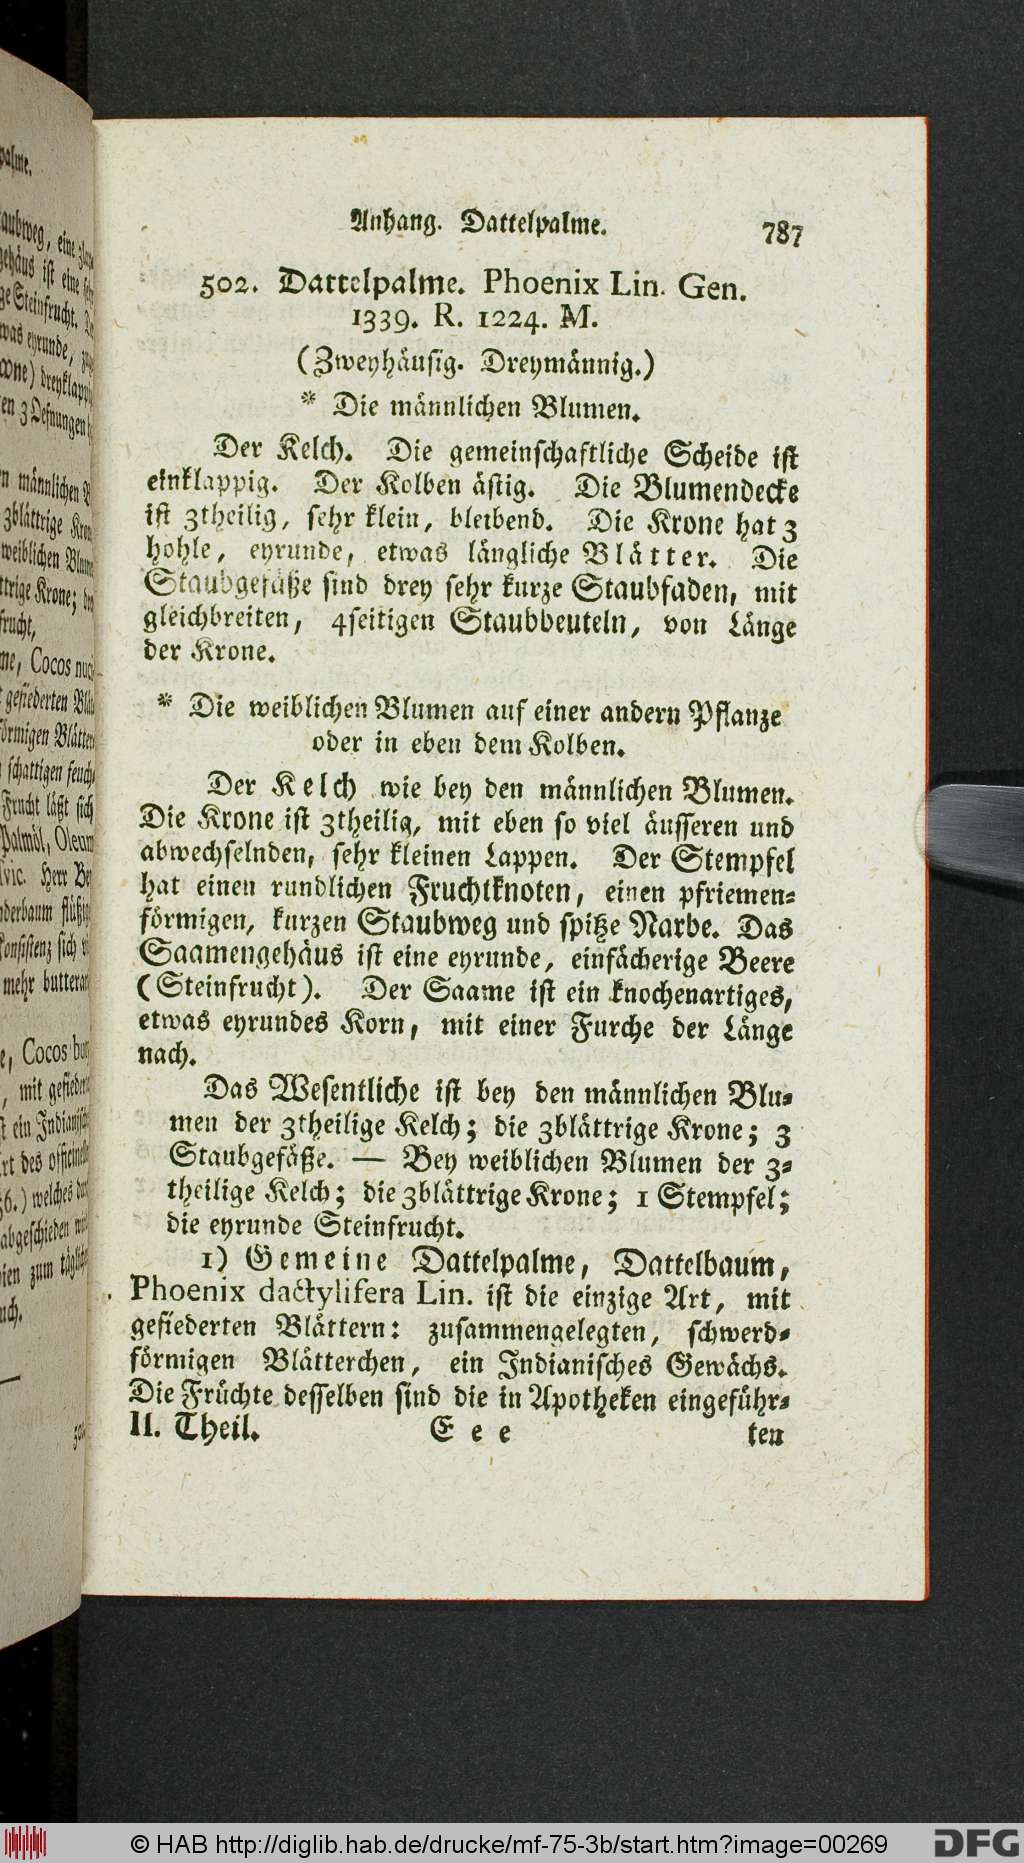 Anhang. Dattelpalme. 787
502. Dattelpalme. Phoenix Lin. Gen.
1339. R. 1224. M.
(Zweyhäusig. Dreymännig.)
* Die männlichen Blumen.
Der Kelch. Die gemeinschaftliche Scheide ist
einklappig. Der Kolben ästig. Die Blumendecke
ist 3theilig, sehr klein, bleibend. Die Krone hat 3
hohle, eyrunde, etwas längliche Blätter. Die
Staubgefäße sind drey sehr kurze Staubfaden, mit
gleichbreiten, 4seitigen Staubbeuteln, von Länge
der Krone.
* Die weiblichen Blumen auf einer andern Pflanze
oder in eben dem Kolben.
Der Kelch wie bey den männlichen Blumen.
Die Krone ist 3theilig, mit eben so viel äusseren und
abwechselnden, sehr kleinen Lappen. Der Stempfel
hat einen rundlichen Fruchtknoten, einen pfriemen-
förmigen, kurzen Staubweg und spitze Narbe. Das
Saamengehäus ist eine eyrunde, einfächerige Beere
(Steinfrucht). Der Saame ist ein knochenartiges,
etwas eyrundes Korn, mit einer Furche der Länge
nach.
Das Wesentliche ist bey den männlichen Blu-
men der 3theilige Kelch; die 3blättrige Krone; 3
Staubgefäße. — Bey weiblichen Blumen der 3-
theilige Kelch; die 3blättrige Krone; 1 Stempfel;
die eyrunde Steinfrucht.
1) Gemeine Dattelpalme, Dattelbaum,
Phoenix dactylifera Lin. ist die einzige Art, mit
gefiederten Blättern: zusammengelegten, schwerd-
förmigen Blätterchen, ein Indianisches Gewächs.
Die Früchte desselben sind die in Apotheken eingeführ-
II. Theil. Eee ten
© HAB http://diglib.hab.de/drucke/mf-75-3b/start.htm?image=00269
DFG